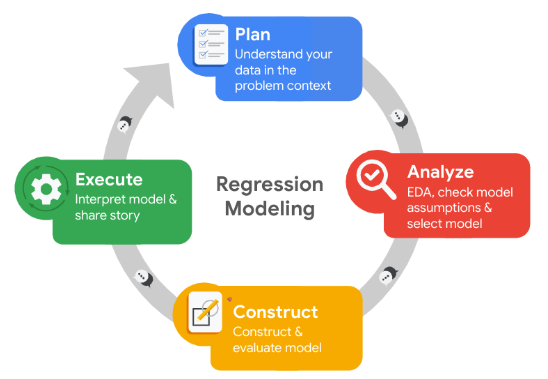 Plan
Understand your
data in the
problem context
Analyze
EDA, check model
assumptions &
select model
Regression
Modeling
Execute
Interpret model &
share story
Construct
Construct &
evaluate model